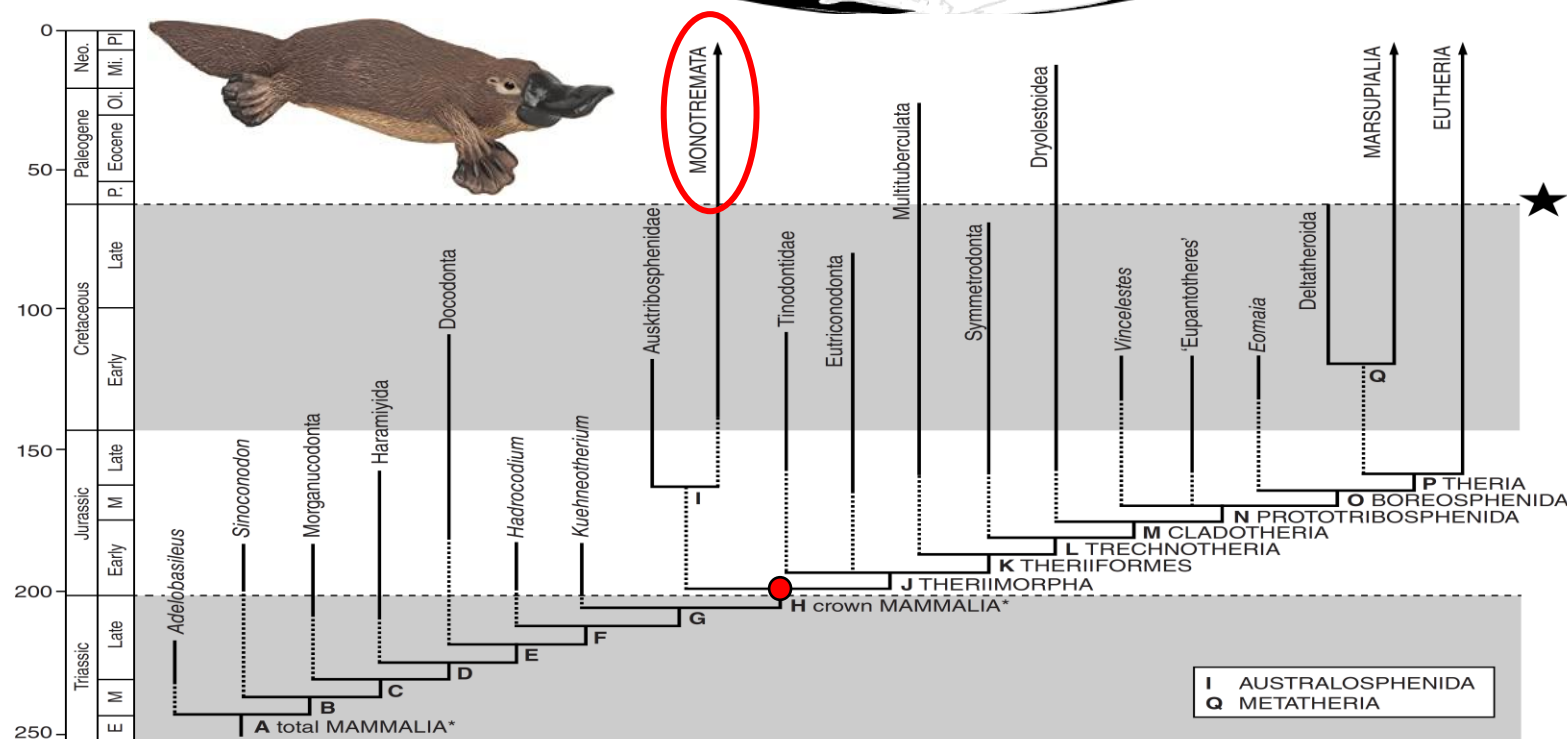 0
50
100
150
200
250
Neo.
Paleogene
Cretaceous
Jurassic
Triassic
Pl
Mi.
Ol.
Eocene
P.
Late
Early
Late
M
Early
Late
M
E
Adelobasileus
Sinoconodon
Morganucodonta
Haramiyida
Docodonta
Hadrocodium
Kuehneotherium
Ausktribosphenidae
MONOTREMATA
Tinodontidae
Eutriconodonta
Multituberculata
Symmetrodonta
Dryolestoidea
Vincelestes
'Eupantotheres'
Eomaia
Deltatheroida
MARSUPIALIA
EUTHERIA
Q
P THERIA
O BOREOSPHENIDA
N PROTOTRIBOSPHENIDA
M CLADOTHERIA
L TRECHNOTHERIA
K THERIIFORMES
J THERIIMORPHA
I
H crown MAMMALIA*
G
F
E
D
C
B
A total MAMMALIA*
I AUSTRALOSPHENIDA
Q METATHERIA